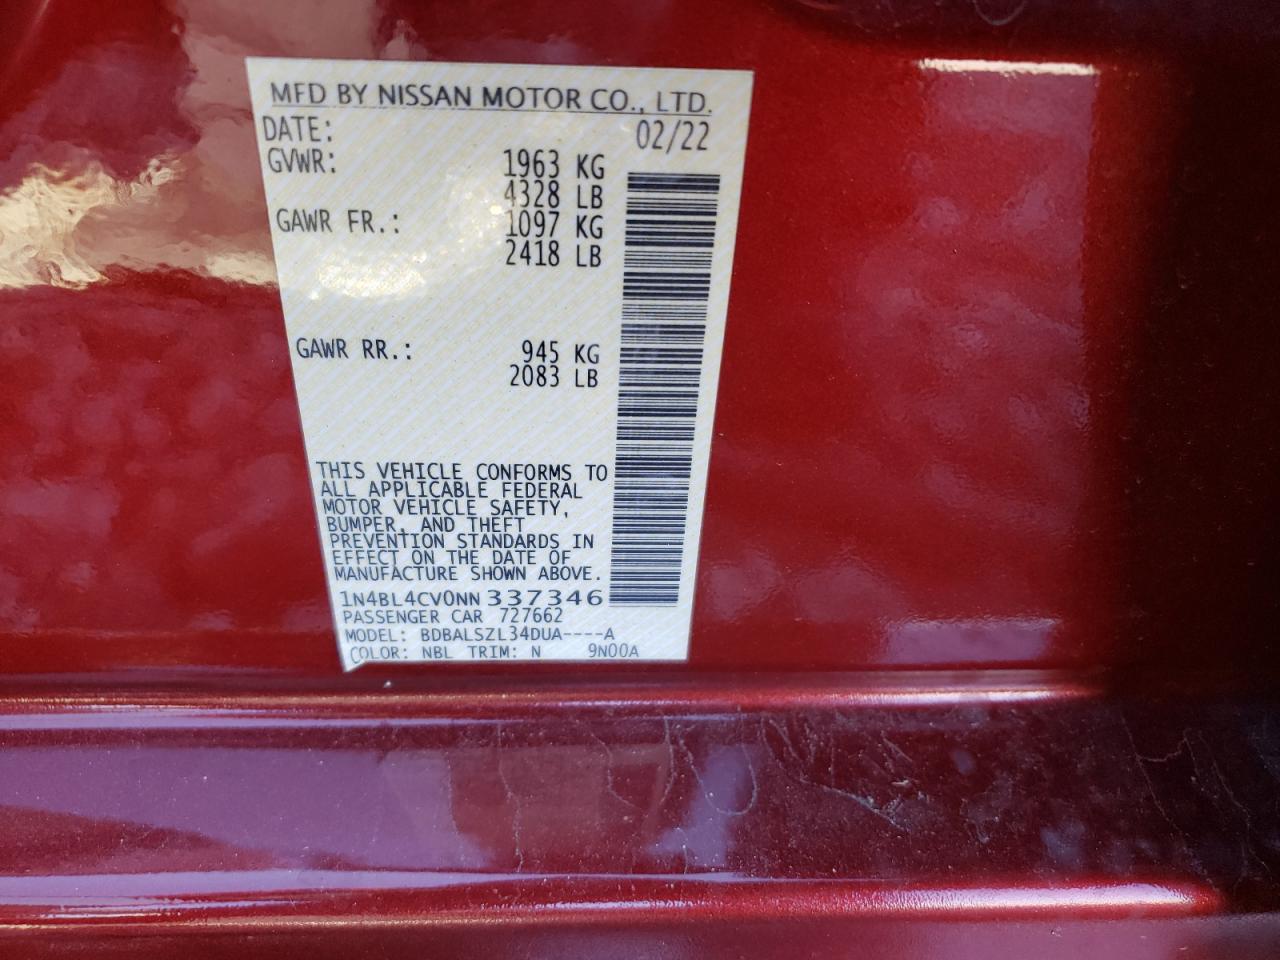 MFD BY NISSAN MOTOR CO., LTD.
DATE: 02/22
GVWR: 1963 KG
4328 LB
GAWR FR.: 1097 KG
2418 LB
GAWR RR.: 945 KG
2083 LB
THIS VEHICLE CONFORMS TO
ALL APPLICABLE FEDERAL
MOTOR VEHICLE SAFETY,
BUMPER, AND THEFT
PREVENTION STANDARDS IN
EFFECT ON THE DATE OF
MANUFACTURE SHOWN ABOVE.
1N4BL4CV0NN337346
PASSENGER CAR 727662
MODEL: BDBALSZL34DUA----A
COLOR: NBL TRIM: N 9N00A